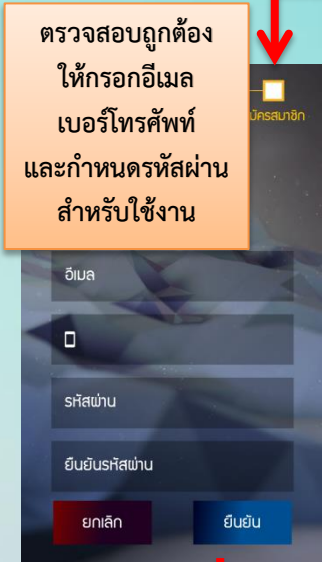 ตรวจสอบถูกต้อง
ให้กรอกอีเมล
เบอร์โทรศัพท์
และกำหนดรหัสผ่าน
สำหรับใช้งาน
มัครสมาชิก
อีเมล
รหัสผ่าน
ยืนยันรหัสผ่าน
ยกเลิก ยืนยัน